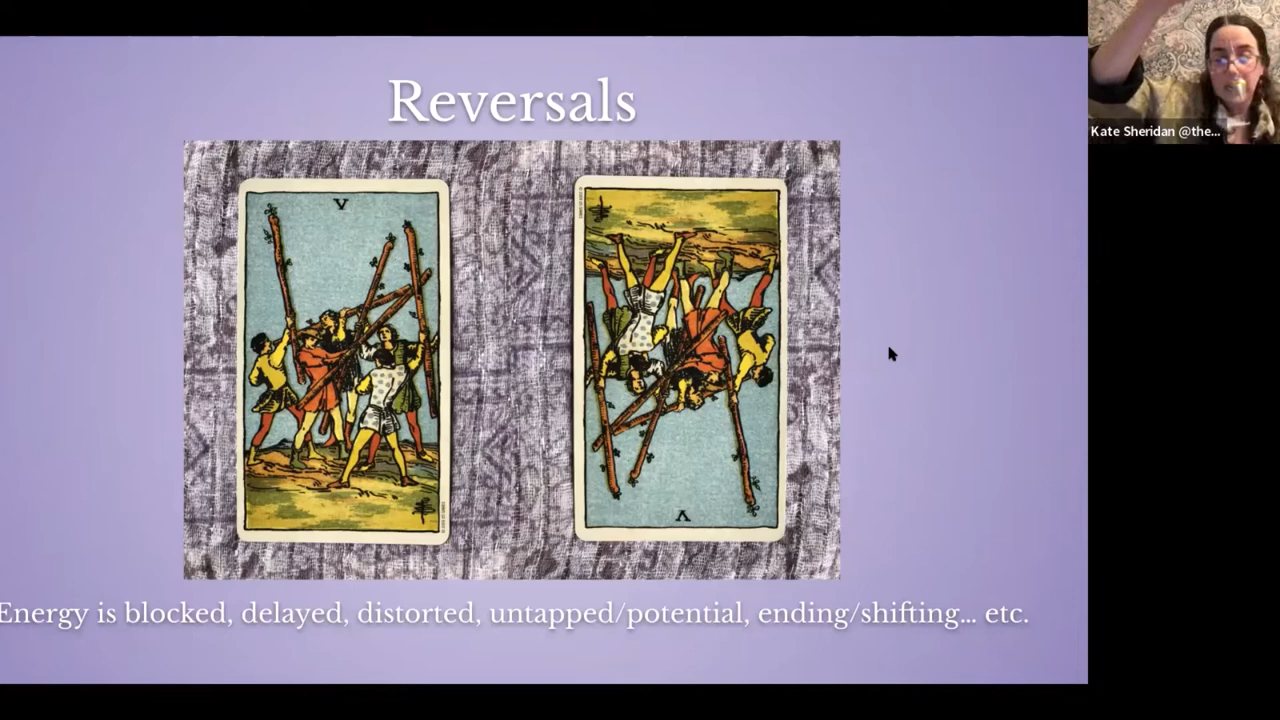 Reversals
V
V
Energy is blocked, delayed, distorted, untapped/potential, ending/shifting... etc.
Kate Sheridan @the...